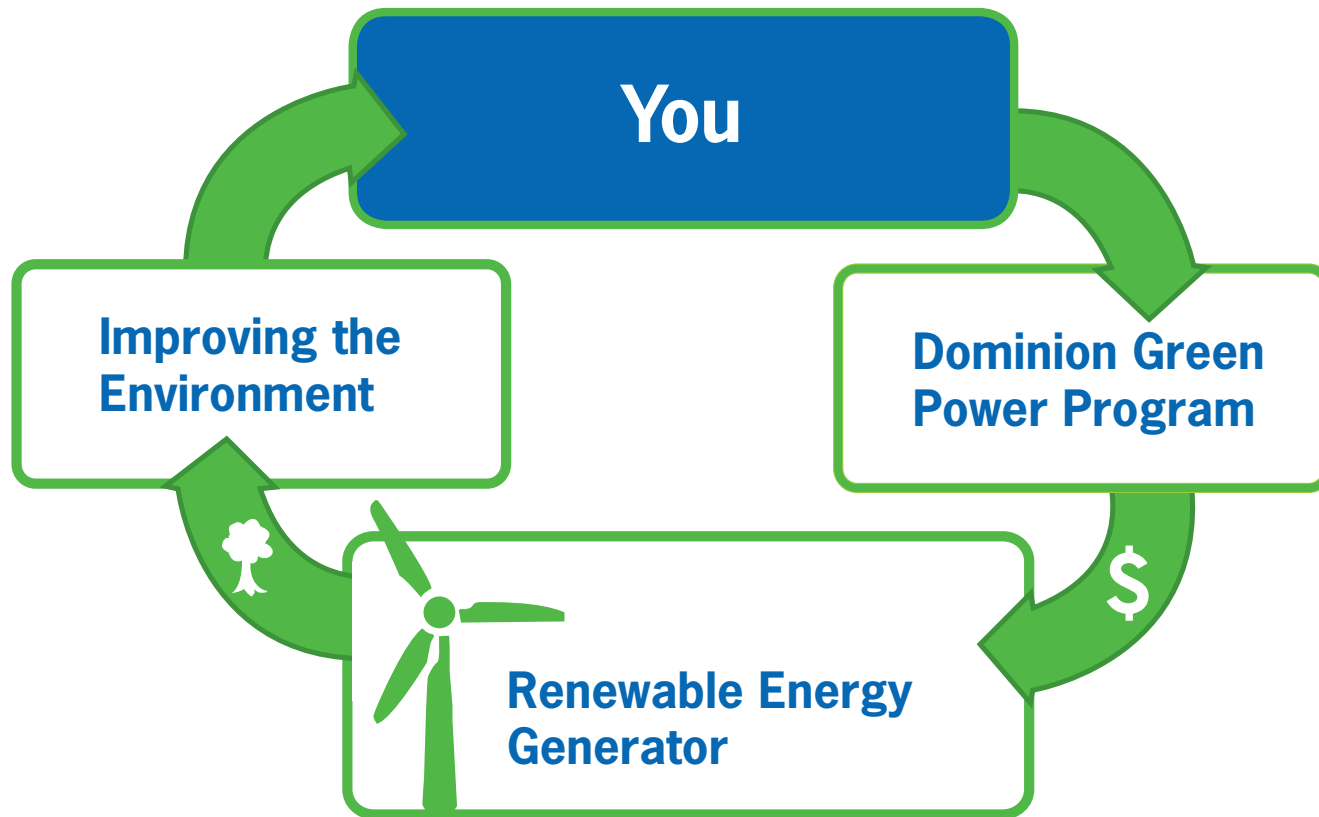 You
Improving the
Environment
Dominion Green
Power Program
$
Renewable Energy
Generator